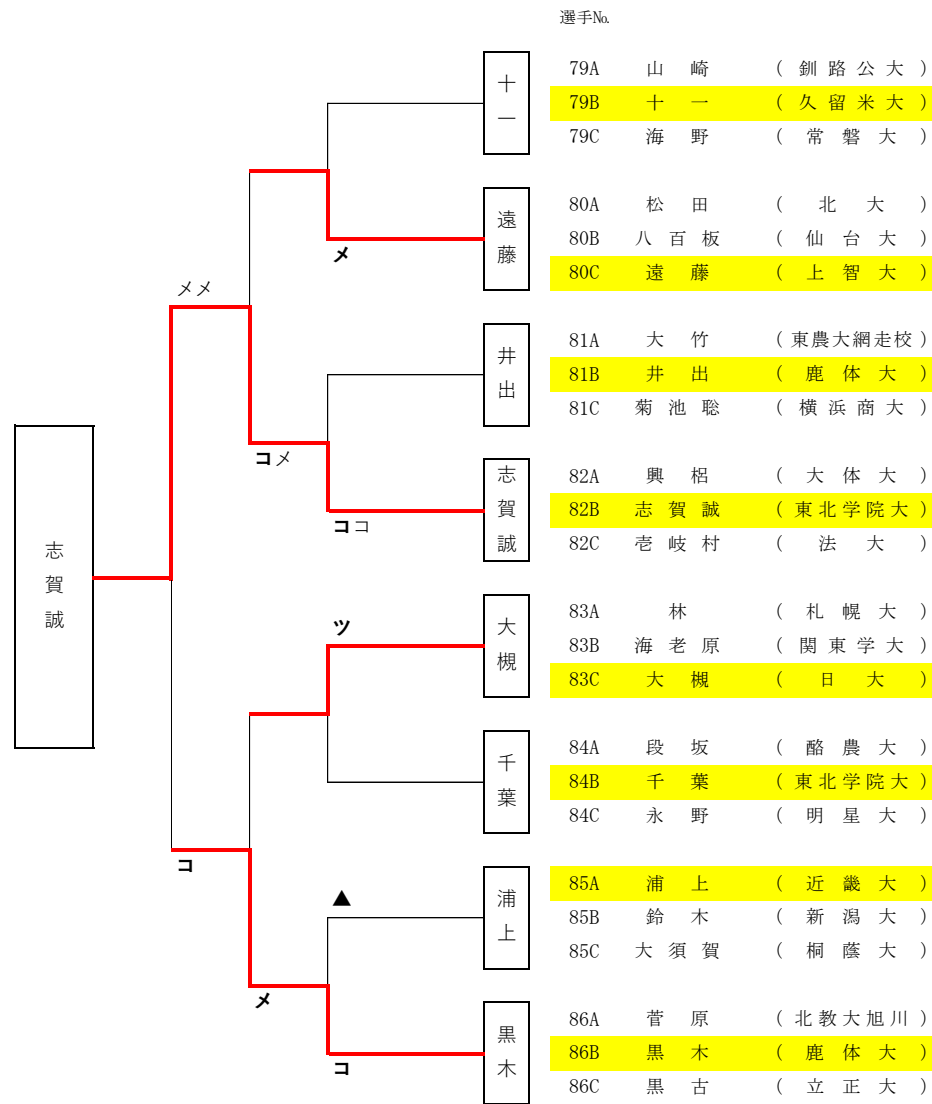 選手No.
79A 山崎 (釧路公大)
十一
79B 十一 (久留米大)
79C 海野 (常磐大)
80A 松田 (北大)
遠藤
80B 八百板 (仙台大)
メ
80C 遠藤 (上智大)
メメ
81A 大竹 (東農大網走校)
井出
81B 井出 (鹿体大)
81C 菊池聡 (横浜商大)
コメ
82A 興梠 (大体大)
志賀誠
82B 志賀誠 (東北学院大)
ココ
82C 壱岐村 (法大)
志賀誠
83A 林 (札幌大)
ツ
大槻
83B 海老原 (関東学大)
83C 大槻 (日大)
84A 段坂 (酪農大)
千葉
84B 千葉 (東北学院大)
84C 永野 (明星大)
コ
85A 浦上 (近畿大)
▲
浦上
85B 鈴木 (新潟大)
85C 大須賀 (桐蔭大)
メ
86A 菅原 (北教大旭川)
黒木
86B 黒木 (鹿体大)
コ
86C 黒古 (立正大)